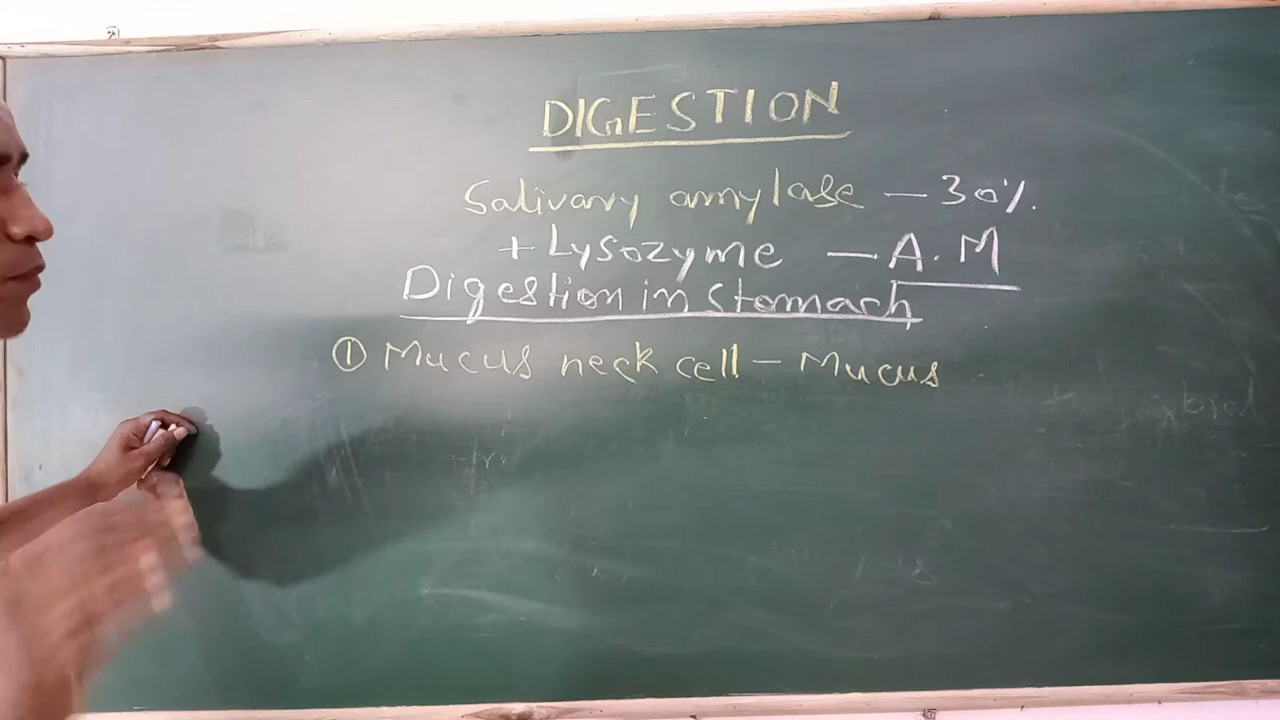 DIGESTION
Salivary amylase – 30%.
+ Lysozyme – A.M
Digestion in Stomach
① Mucus neck cell – Mucus